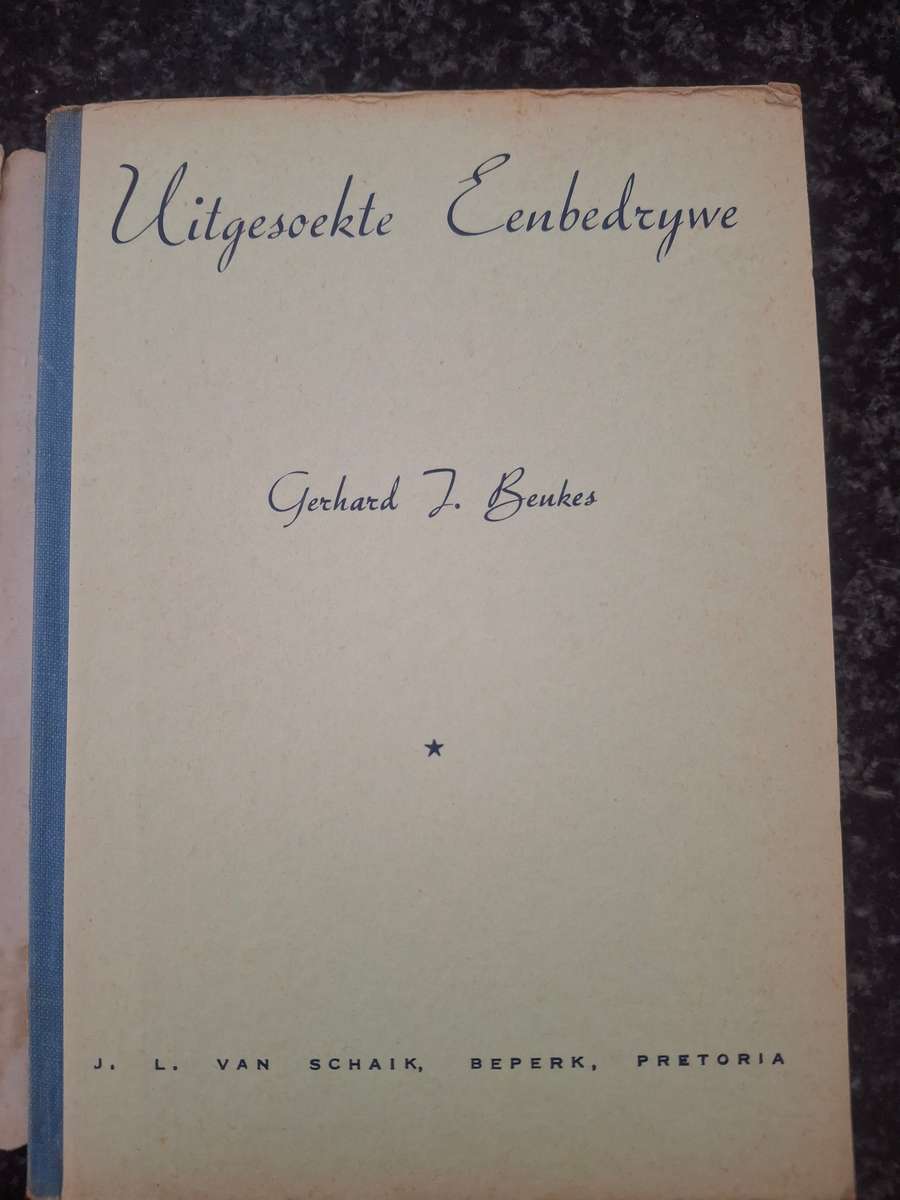 Uitgesoekte Eenbedrywe
Gerhard J. Beukes
J. L. VAN SCHAIK, BEPERK, PRETORIA